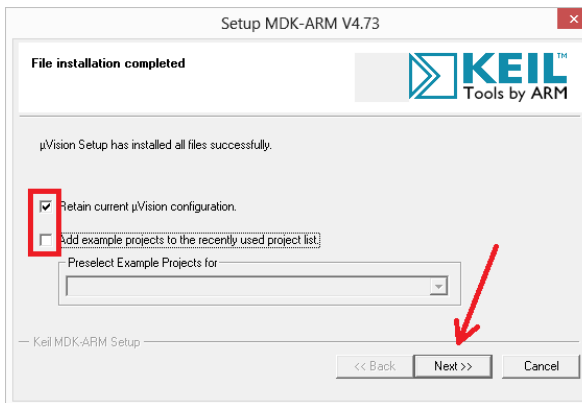 Setup MDK-ARM V4.73
x
File installation completed
KEIL™
Tools by ARM
µVision Setup has installed all files successfully.
Retain current µVision configuration.
Add example projects to the recently used project list.
Preselect Example Projects for
Keil MDK-ARM Setup
<< Back Next >> Cancel